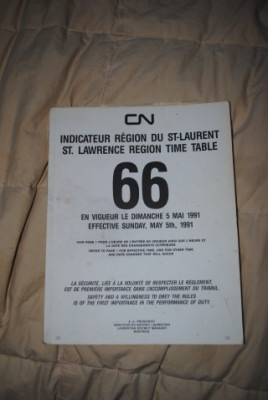 CN
INDICATEUR RÉGION DU ST-LAURENT
ST. LAWRENCE REGION TIME TABLE
66
EN VIGUEUR LE DIMANCHE 5 MAI 1991
EFFECTIVE SUNDAY, MAY 5th, 1991
LA SÉCURITÉ, LIÉE À LA VOLONTÉ DE RESPECTER LE RÈGLEMENT,
EST DE PREMIÈRE IMPORTANCE DANS L'ACCOMPLISSEMENT DU TRAVAIL
SAFETY AND A WILLINGNESS TO OBEY THE RULES
IS OF THE FIRST IMPORTANCE IN THE PERFORMANCE OF DUTY